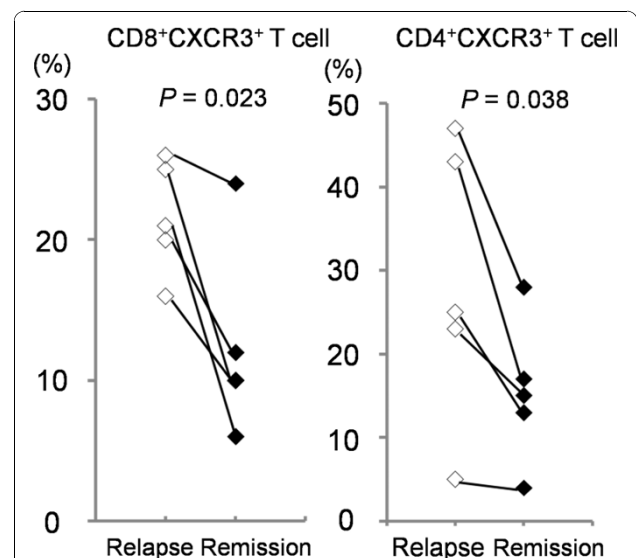 CD8⁺CXCR3⁺ T cell
(%)
P = 0.023
30
20
10
0
Relapse Remission
CD4⁺CXCR3⁺ T cell
(%)
P = 0.038
50
40
30
20
10
0
Relapse Remission